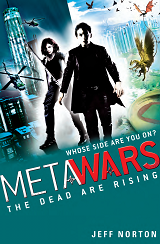 WHOSE SIDE ARE YOU ON?
METAWARS
THE DEAD ARE RISING
JEFF NORTON